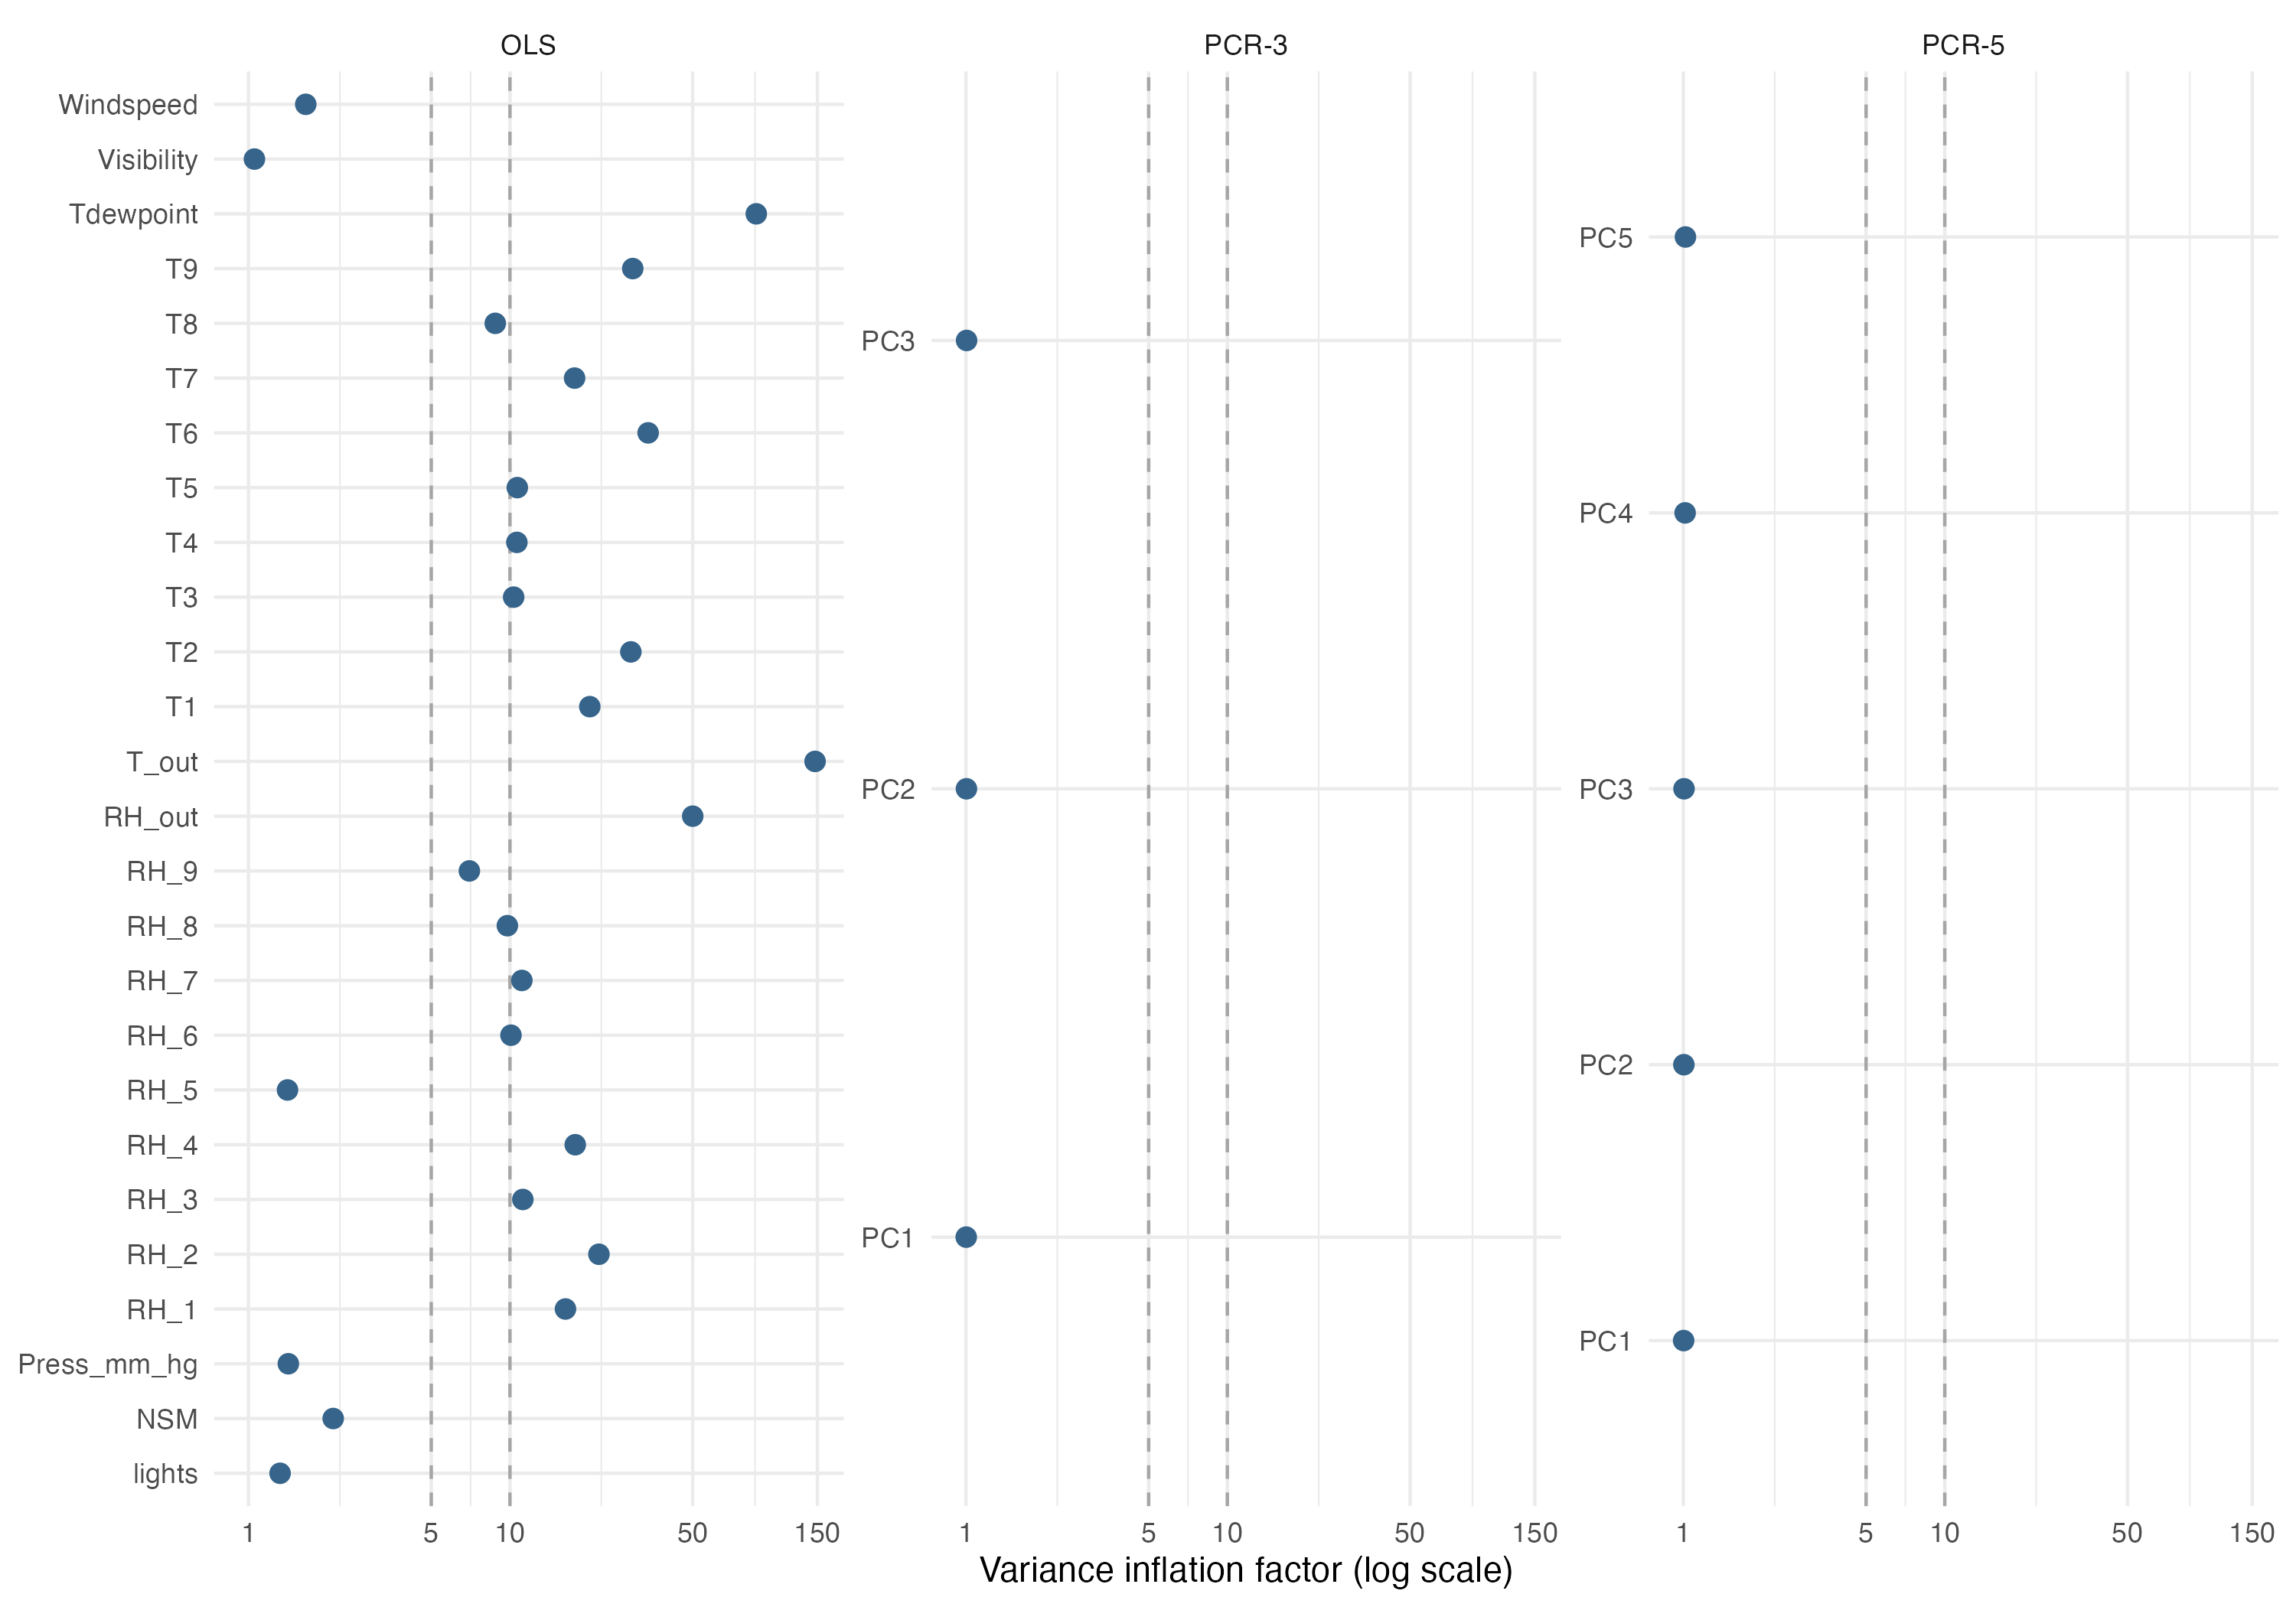 OLS
PCR-3
PCR-5
Windspeed
Visibility
Tdewpoint
T9
T8
T7
T6
T5
T4
T3
T2
T1
T_out
RH_out
RH_9
RH_8
RH_7
RH_6
RH_5
RH_4
RH_3
RH_2
RH_1
Press_mm_hg
NSM
lights
PC3
PC2
PC1
PC5
PC4
PC3
PC2
PC1
1 5 10 50 150
1 5 10 50 150
1 5 10 50 150
Variance inflation factor (log scale)